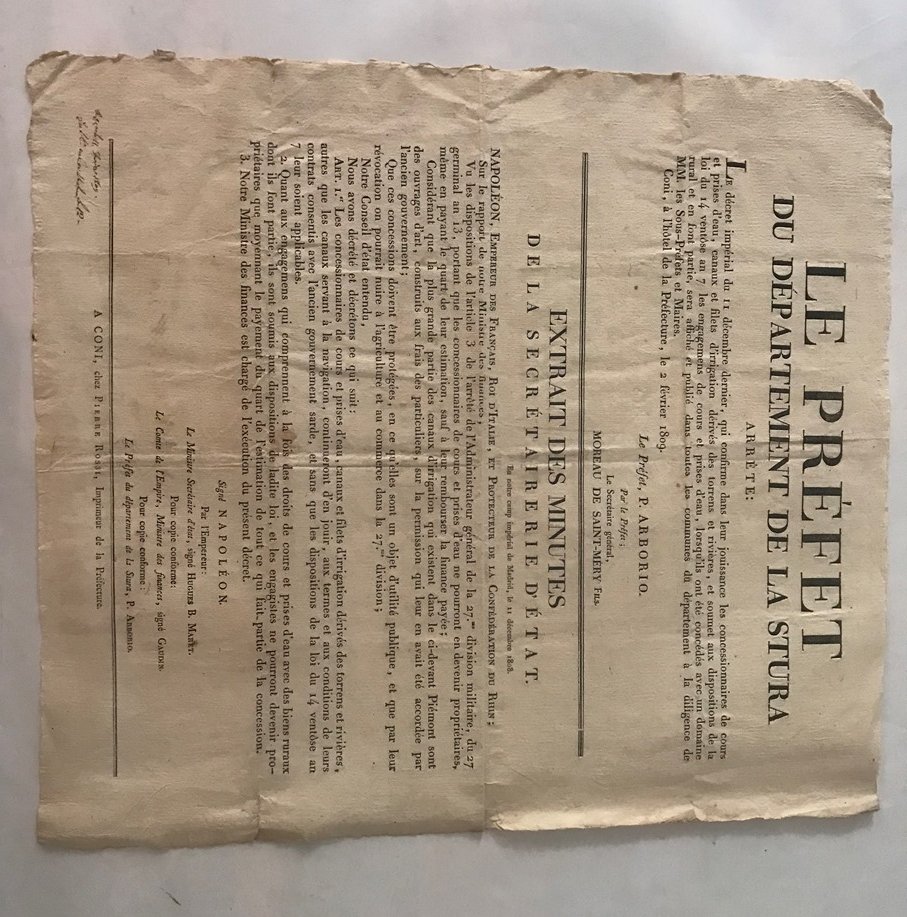 LE PRÉFET
DU DÉPARTEMENT DE LA STURA
ARRÊTE:
LE décret impérial du 11 décembre dernier, qui confirme dans leur jouissance les concessionnaires de cours
et prises d'eau, canaux et filets d'irrigation dérivés des torrens et rivières, et soumet aux dispositions de la
loi du 14 ventôse an 7 les engagemens de cours et prises d'eau, lorsqu'ils ont été concédés avec un domaine
rural et en font partie, sera affiché et publié dans toutes les communes du département à la diligence de
MM. les Sous-Préfets et Maires.
Coni, à l'hôtel de la Préfecture, le 2 février 1809.
Le Préfet, P. ARBORIO.
Par le Préfet;
Le Secrétaire général,
MOREAU DE SAINT-MÉRY FILS.
EXTRAIT DES MINUTES
DE LA SECRÉTAIRERIE D'ÉTAT.
En notre camp impérial de Madrid, le 11 décembre 1808.
NAPOLÉON, EMPEREUR DES FRANÇAIS, ROI D'ITALIE, ET PROTECTEUR DE LA CONFÉDÉRATION DU RHIN;
Sur le rapport de notre Ministre des finances,
Vu les dispositions de l'article 3 de l'arrêté de l'Administrateur général de la 27.me division militaire, du 27
germinal an 13, portant que les concessionnaires de cours et prises d'eau ne pourront en devenir propriétaires,
même en payant le quart de leur estimation, sauf à leur rembourser la finance payée;
Considérant que la plus grande partie des canaux d'irrigation qui existent dans le ci-devant Piémont sont
des ouvrages d'art, construits aux frais des particuliers, sur la permission qui leur en avait été accordée par
l'ancien gouvernement;
Que ces concessions doivent être protégées, en ce qu'elles sont un objet d'utilité publique, et que par leur
révocation on pourrait nuire à l'agriculture et au commerce dans la 27.me division;
Notre Conseil d'état entendu,
Nous avons décrété et décrétons ce qui suit:
ART. 1.er Les concessionnaires de cours et prises d'eau, canaux et filets d'irrigation dérivés des torrens et rivières,
autres que les canaux servant à la navigation, continueront d'en jouir, aux termes et aux conditions de leurs
contrats consentis avec l'ancien gouvernement sarde, et sans que les dispositions de la loi du 14 ventôse an
7 leur soient applicables.
2. Quant aux engagemens qui comprennent à la fois des droits de cours et prises d'eau avec des biens ruraux
dont ils font partie, ils sont soumis aux dispositions de ladite loi, et les engagistes ne pourront devenir pro-
priétaires que moyennant le payement du quart de l'estimation de tout ce qui fait partie de la concession.
3. Notre Ministre des finances est chargé de l'exécution du présent décret.
Signé NAPOLÉON.
Par l'Empereur:
Le Ministre Secrétaire d'état, signé HUGUES B. MARET.
Pour copie conforme:
Le Comte de l'Empire, Ministre des finances, signé GAUDIN.
Pour copie conforme:
Le Préfet du département de la Stura, P. ARBORIO.
A CONI, chez PIERRE ROSSI, Imprimeur de la Préfecture.